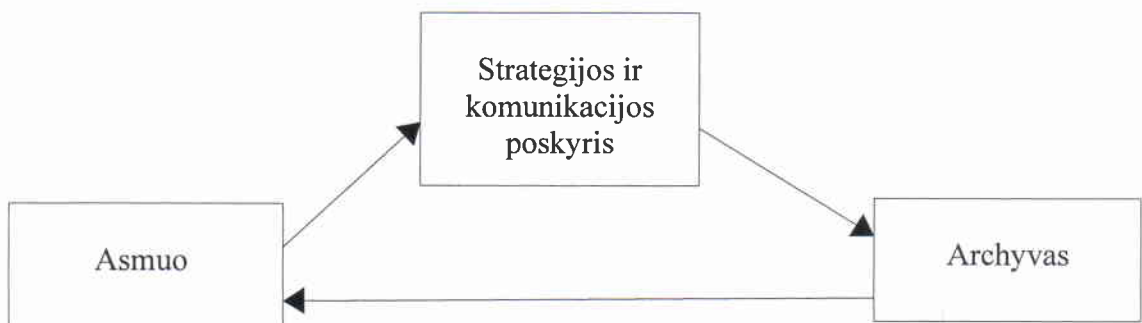 Strategijos ir
komunikacijos
poskyris
Asmuo
Archyvas